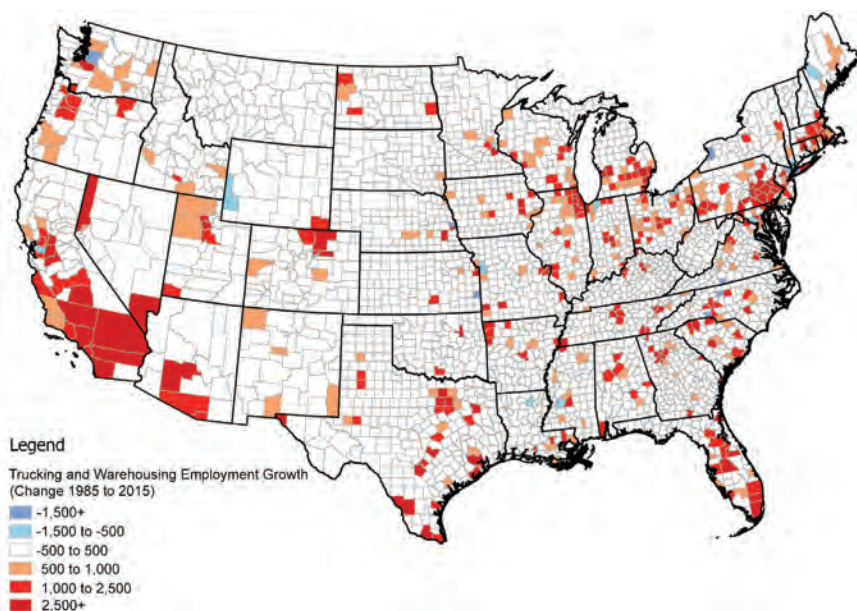 Legend
Trucking and Warehousing Employment Growth
(Change 1985 to 2015)
-1,500+
-1,500 to -500
-500 to 500
500 to 1,000
1,000 to 2,500
2,500+